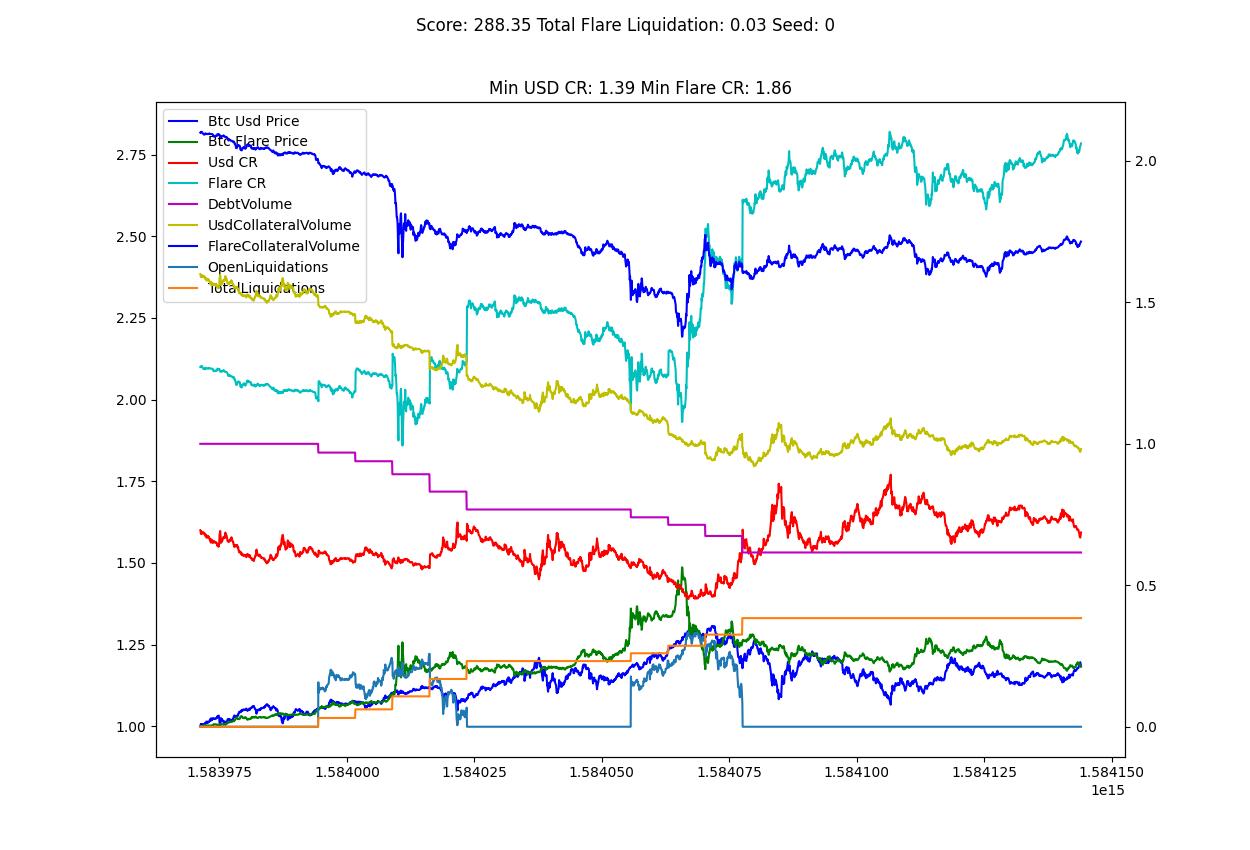 Score: 288.35 Total Flare Liquidation: 0.03 Seed: 0
Min USD CR: 1.39 Min Flare CR: 1.86
Btc Usd Price
Btc Flare Price
Usd CR
Flare CR
DebtVolume
UsdCollateralVolume
FlareCollateralVolume
OpenLiquidations
TotalLiquidations
2.75
2.50
2.25
2.00
1.75
1.50
1.25
1.00
2.0
1.5
1.0
0.5
0.0
1.583975 1.584000 1.584025 1.584050 1.584075 1.584100 1.584125 1.584150
1e15